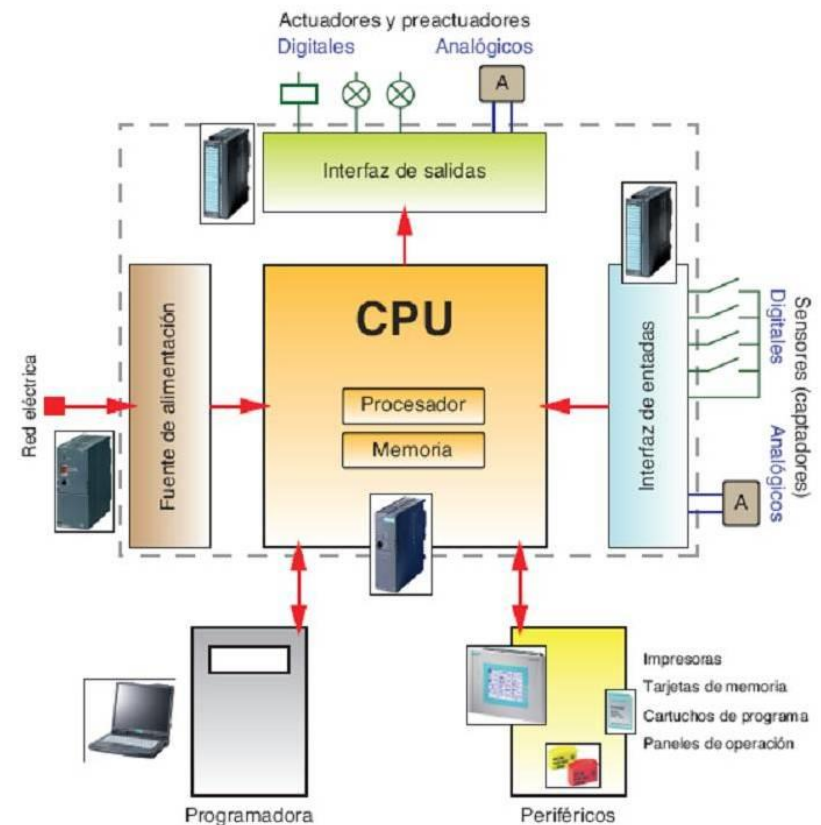 Actuadores y preactuadores
Digitales
Analógicos
A
Interfaz de salidas
CPU
Procesador
Memoria
Red eléctrica
Fuente de alimentación
Interfaz de entadas
Digitales
Sensores (captadores)
Analógicos
A
Programadora
Impresoras
Tarjetas de memoria
Cartuchos de programa
Paneles de operación
Periféricos